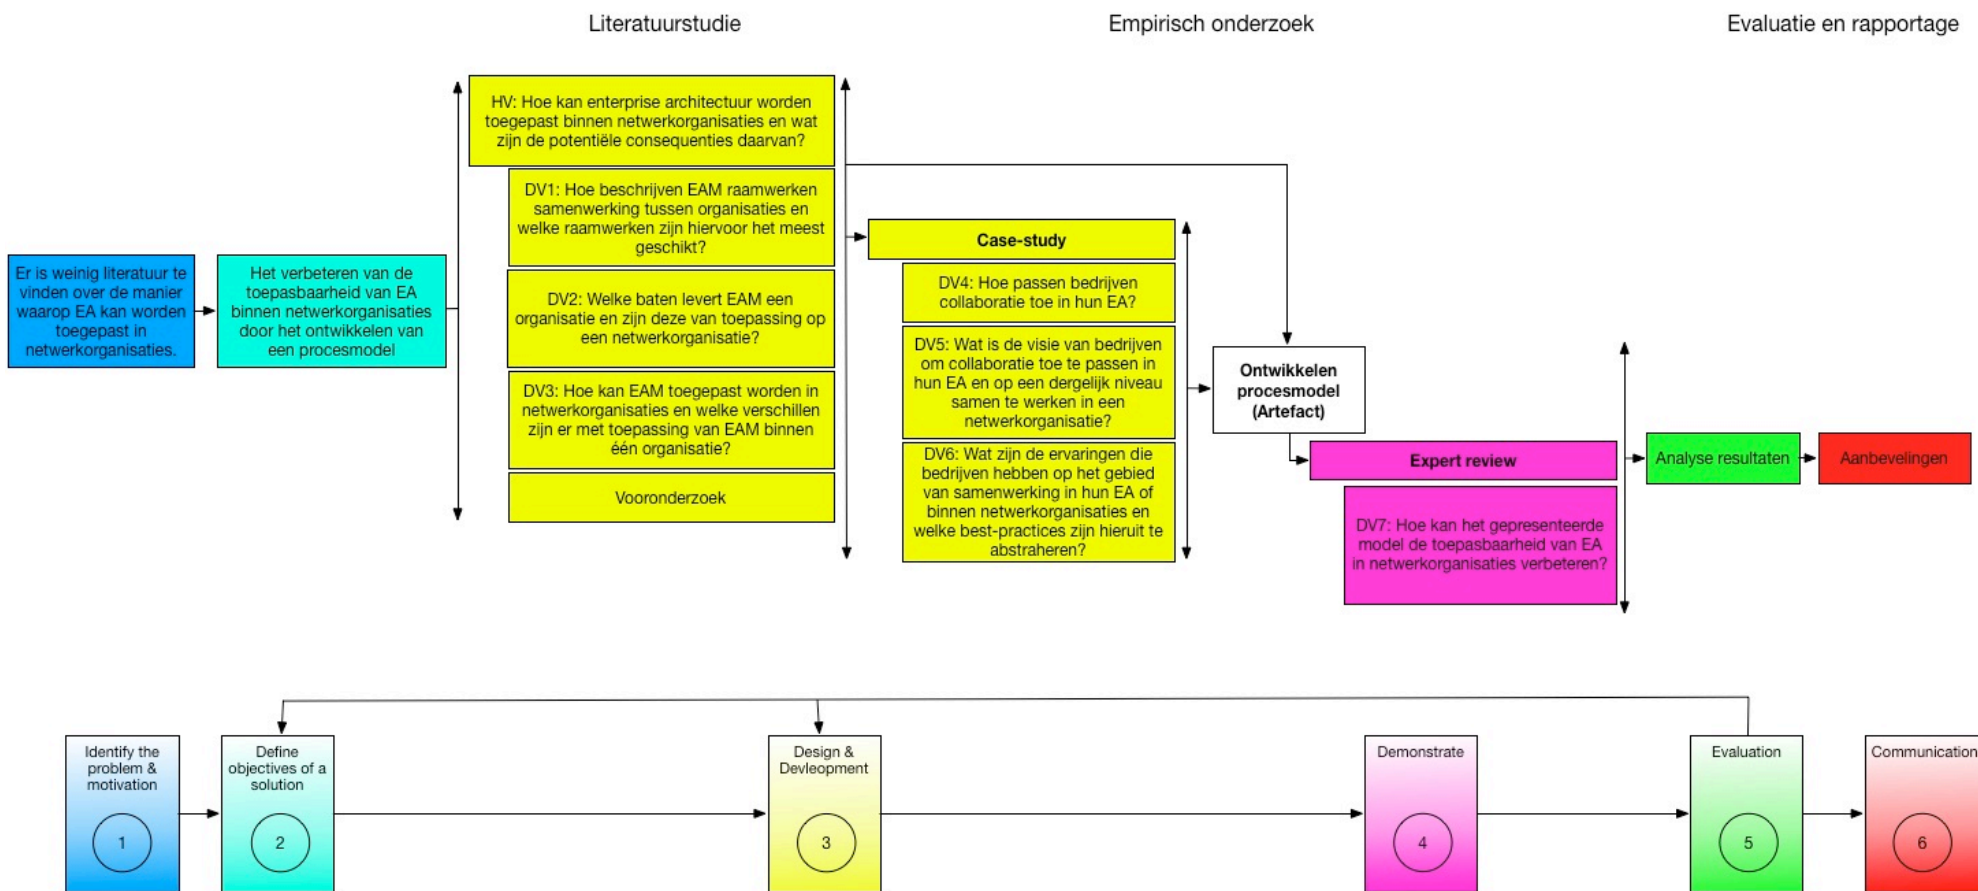 Literatuurstudie
Empirisch onderzoek
Evaluatie en rapportage
Er is weinig literatuur te
vinden over de manier
waarop EA kan worden
toegepast in
netwerkorganisaties.
Het verbeteren van de
toepasbaarheid van EA
binnen netwerkorganisaties
door het ontwikkelen van
een procesmodel
HV: Hoe kan enterprise architectuur worden
toegepast binnen netwerkorganisaties en wat
zijn de potentiële consequenties daarvan?
DV1: Hoe beschrijven EAM raamwerken
samenwerking tussen organisaties en
welke raamwerken zijn hiervoor het meest
geschikt?
DV2: Welke baten levert EAM een
organisatie en zijn deze van toepassing op
een netwerkorganisatie?
DV3: Hoe kan EAM toegepast worden in
netwerkorganisaties en welke verschillen
zijn er met toepassing van EAM binnen
één organisatie?
Vooronderzoek
Case-study
DV4: Hoe passen bedrijven
collaboratie toe in hun EA?
DV5: Wat is de visie van bedrijven
om collaboratie toe te passen in
hun EA en op een dergelijk niveau
samen te werken in een
netwerkorganisatie?
DV6: Wat zijn de ervaringen die
bedrijven hebben op het gebied
van samenwerking in hun EA of
binnen netwerkorganisaties en
welke best-practices zijn hieruit te
abstraheren?
Ontwikkelen
procesmodel
(Artefact)
Expert review
DV7: Hoe kan het gepresenteerde
model de toepasbaarheid van EA
in netwerkorganisaties verbeteren?
Analyse resultaten
Aanbevelingen
Identify the
problem &
motivation
1
Define
objectives of a
solution
2
Design &
Devleopment
3
Demonstrate
4
Evaluation
5
Communication
6